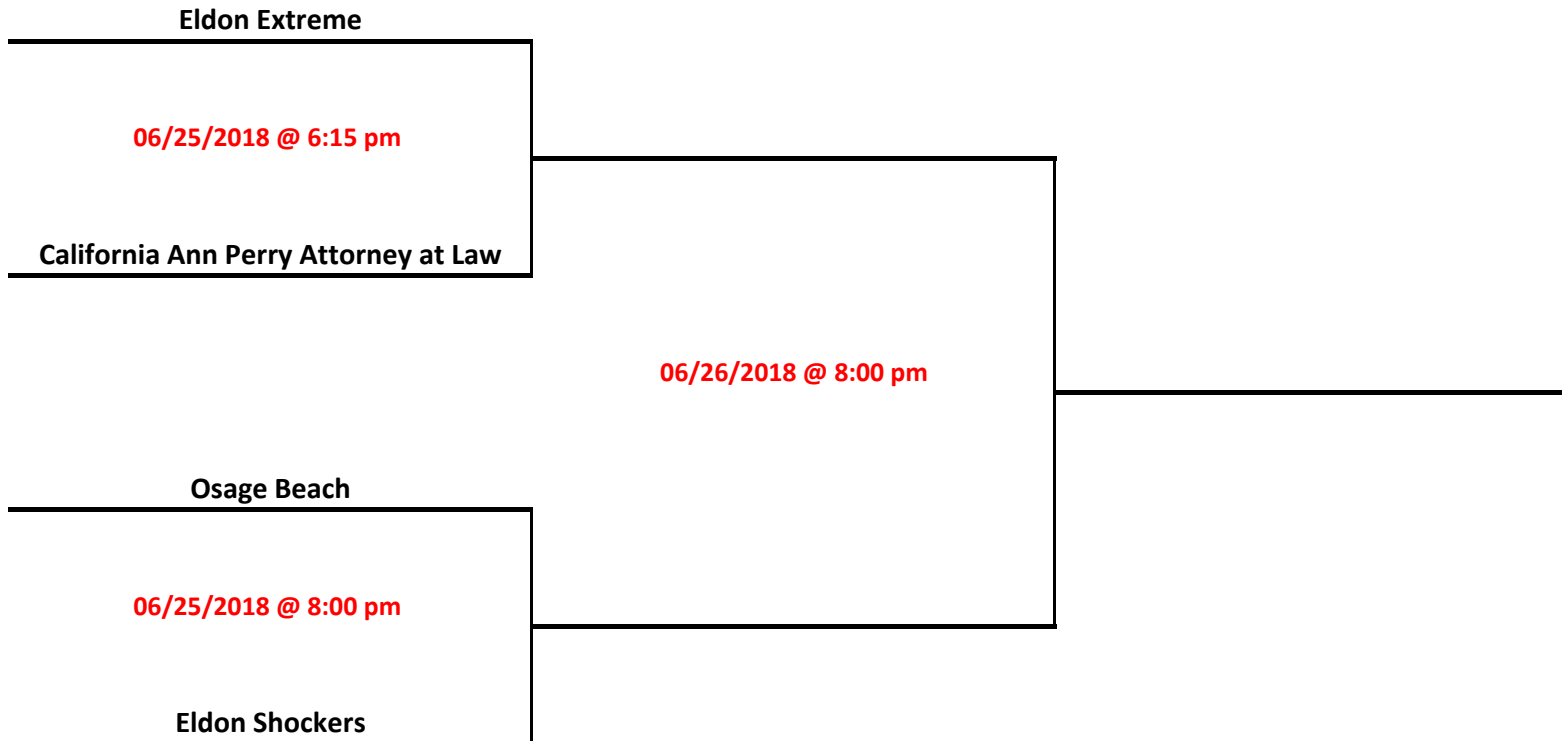 Eldon Extreme
06/25/2018 @ 6:15 pm
California Ann Perry Attorney at Law
06/26/2018 @ 8:00 pm
Osage Beach
06/25/2018 @ 8:00 pm
Eldon Shockers